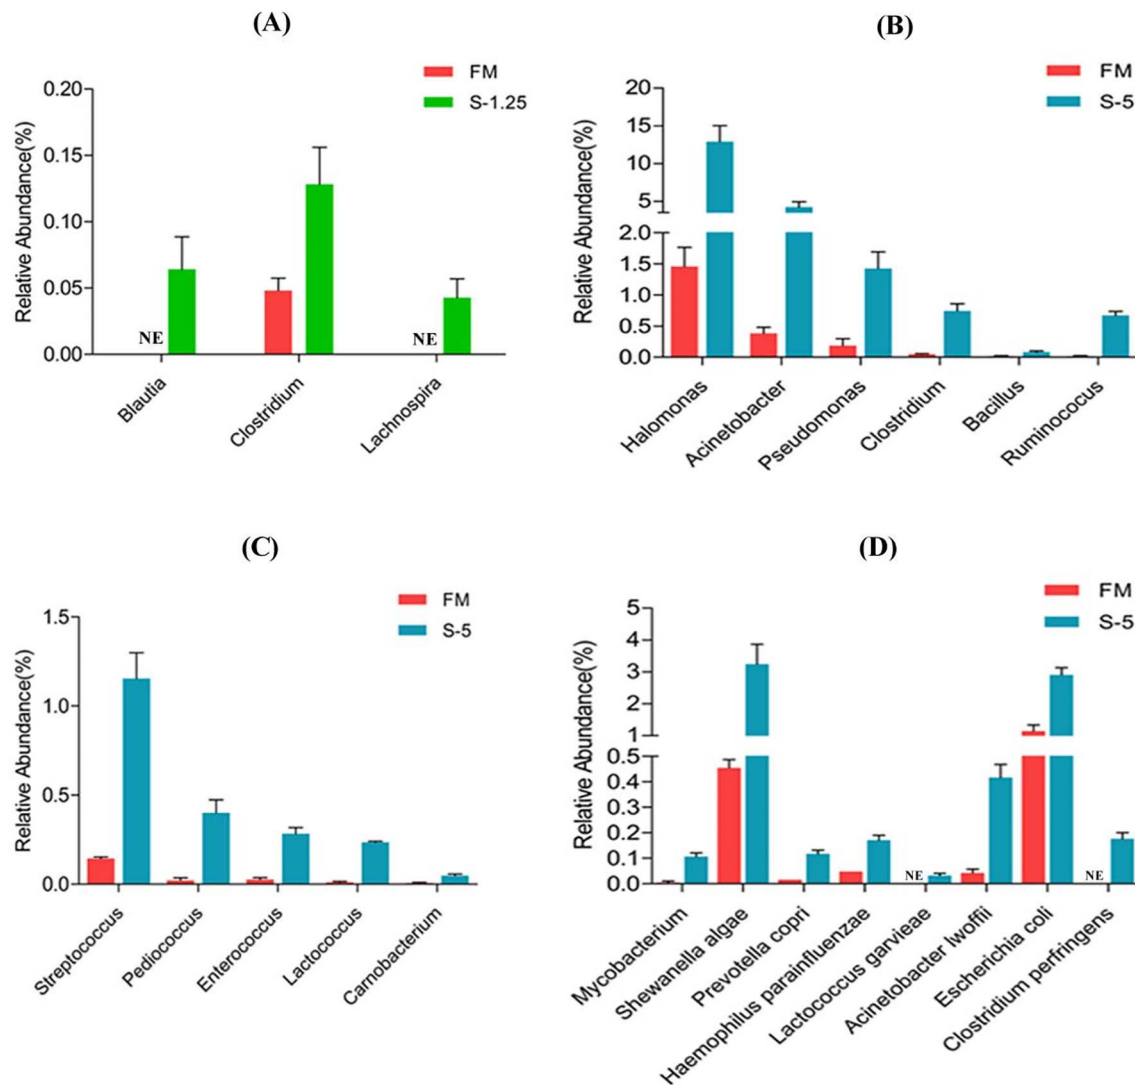 (A)
FM
S-1.25
Relative Abundance(%)
0.20
0.15
0.10
0.05
0.00
NE
NE
Blautia
Clostridium
Lachnospira
(B)
FM
S-5
Relative Abundance(%)
20
15
10
5
2.0
1.5
1.0
0.5
0.0
Halomonas
Acinetobacter
Pseudomonas
Clostridium
Bacillus
Ruminococus
(C)
FM
S-5
Relative Abundance(%)
1.5
1.0
0.5
0.0
Streptococcus
Pediococcus
Enterococcus
Lactococcus
Carnobacterium
(D)
FM
S-5
Relative Abundance(%)
5
4
3
2
1
0.5
0.4
0.3
0.2
0.1
0.0
NE
NE
Mycobacterium
Shewanella algae
Prevotella copri
Haemophilus parainfluenzae
Lactococcus garvieae
Acinetobacter lwoffii
Escherichia coli
Clostridium perfringens